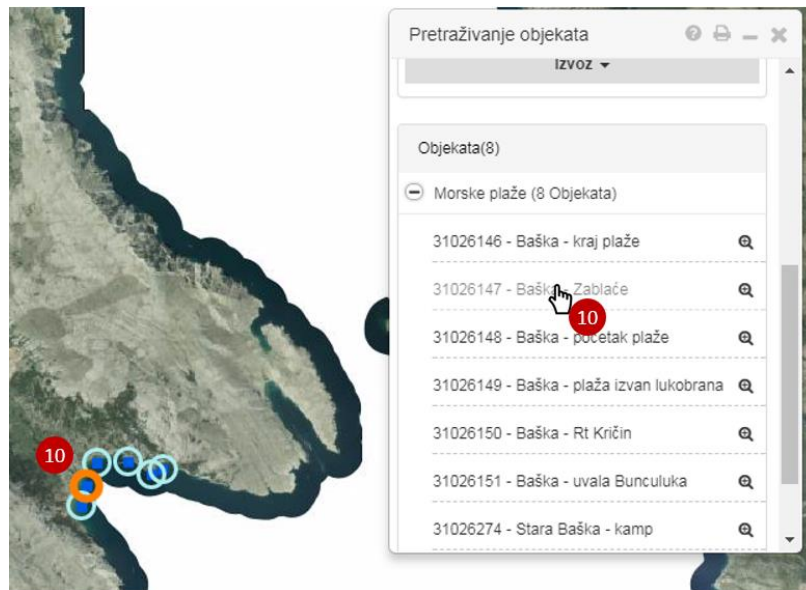 Pretraživanje objekata
Izvoz
Objekata(8)
Morske plaže (8 Objekata)
31026146 - Baška - kraj plaže
31026147 - Baška - Zablaće
10
31026148 - Baška - početak plaže
31026149 - Baška - plaža izvan lukobrana
31026150 - Baška - Rt Kričin
10
31026151 - Baška - uvala Bunculuka
31026274 - Stara Baška - kamp